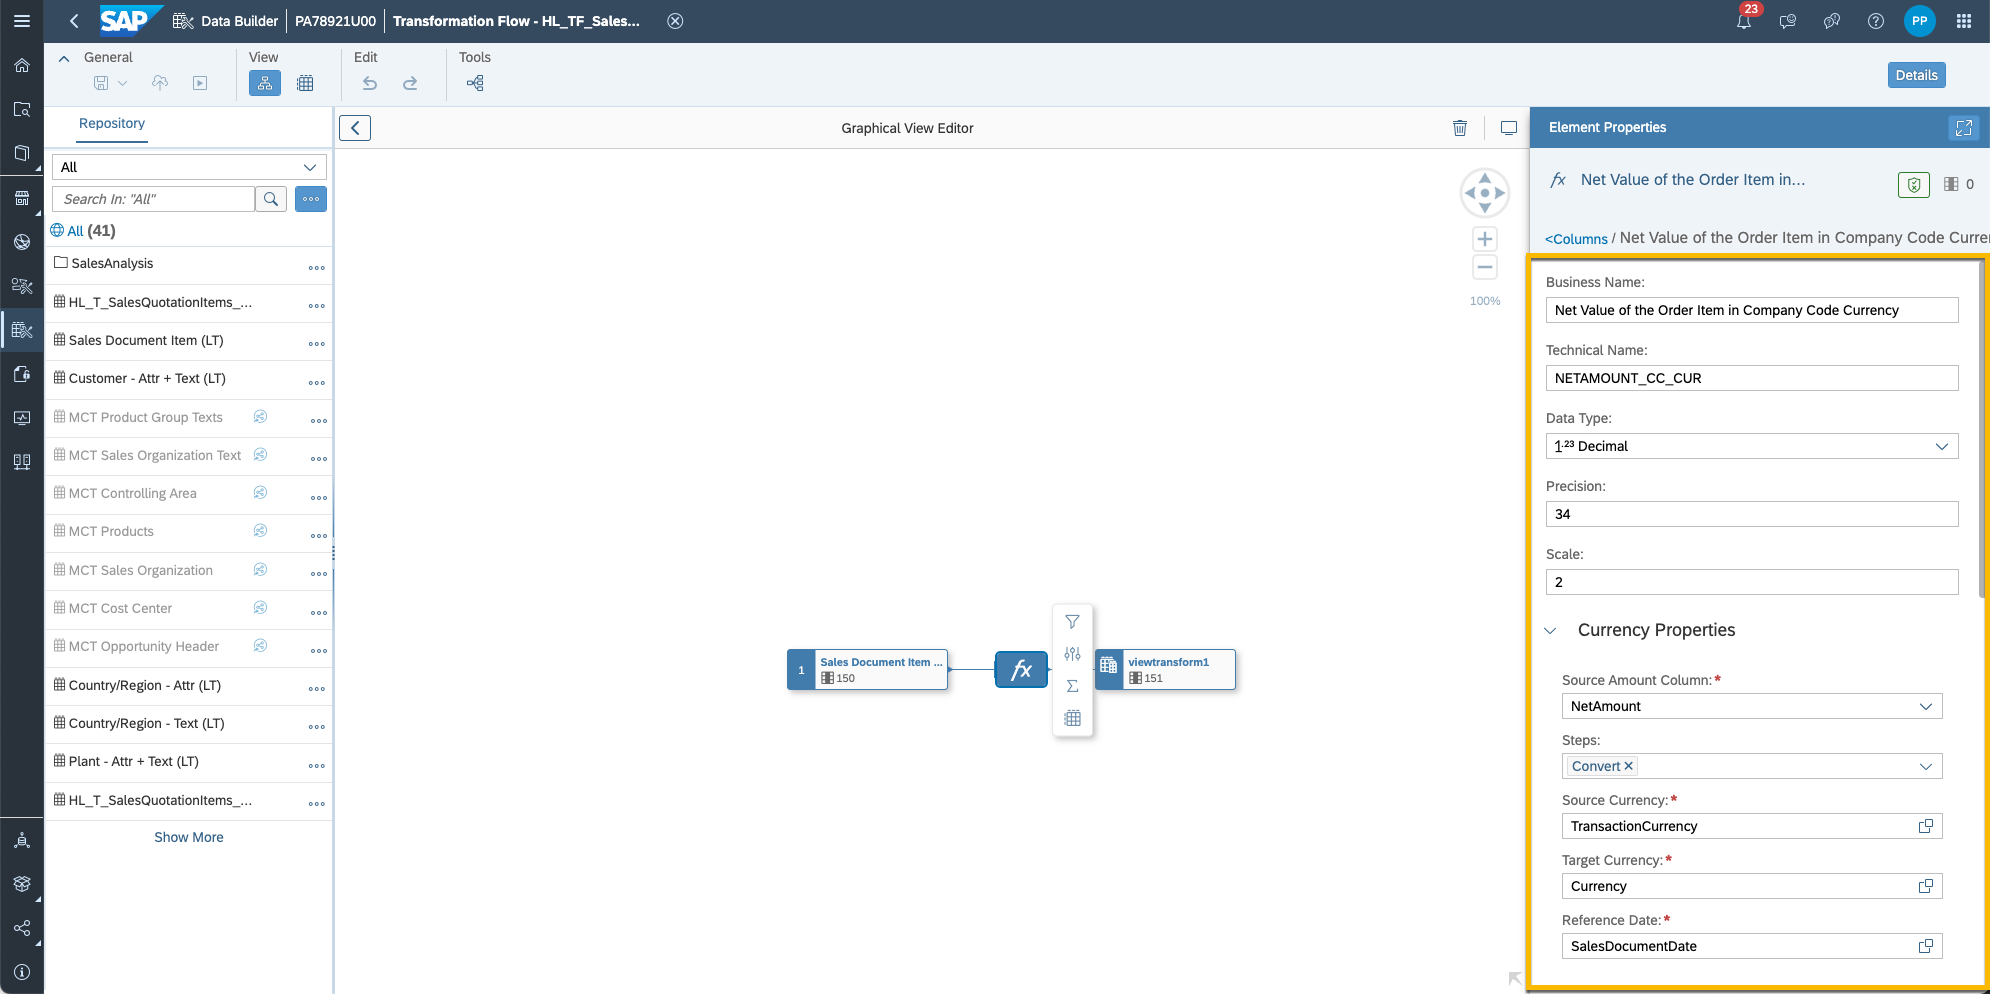 SAP Data Builder PA78921U00 Transformation Flow - HL_TF_Sales... 23 PP
General View Edit Tools
Details
Repository
Graphical View Editor
Element Properties
All
Search In: "All"
All (41)
SalesAnalysis
HL_T_SalesQuotationItems_...
Sales Document Item (LT)
Customer - Attr + Text (LT)
MCT Product Group Texts
MCT Sales Organization Text
MCT Controlling Area
MCT Products
MCT Sales Organization
MCT Cost Center
MCT Opportunity Header
Country/Region - Attr (LT)
Country/Region - Text (LT)
Plant - Attr + Text (LT)
HL_T_SalesQuotationItems_...
Show More
100%
1 Sales Document Item ...
150
fx
viewtransform1
151
fx Net Value of the Order Item in... 0
<Columns / Net Value of the Order Item in Company Code Curre
Business Name:
Net Value of the Order Item in Company Code Currency
Technical Name:
NETAMOUNT_CC_CUR
Data Type:
1.23 Decimal
Precision:
34
Scale:
2
Currency Properties
Source Amount Column:*
NetAmount
Steps:
Convert ×
Source Currency:*
TransactionCurrency
Target Currency:*
Currency
Reference Date:*
SalesDocumentDate